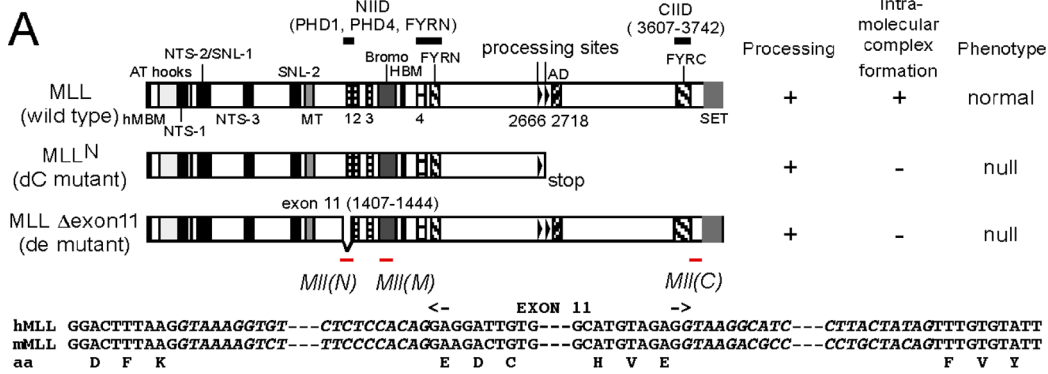 A
NIID
(PHD1, PHD4, FYRN)
CIID
( 3607-3742)
Intra-
molecular
complex
formation
Processing
Phenotype
NTS-2/SNL-1
AT hooks
SNL-2
Bromo
HBM
FYRN
processing sites
AD
FYRC
MLL
(wild type)
+
+
normal
hMBM
NTS-1
NTS-3
MT
12 3
4
2666 2718
SET
MLLN
(dC mutant)
stop
+
-
null
exon 11 (1407-1444)
MLL Δexon11
(de mutant)
+
-
null
Mll(N)
Mll(M)
Mll(C)
<- EXON 11 ->
hMLL GGACTTTAAGGTAAAGGTGT---CTCTCCACAGGAGGATTGTG---GCATGTAGAGGTAAGGCATC---CTTACTATAGTTTGTGTATT
mMLL GGACTTTAAGGTAAAAGTCT---TTCCCCACAGGAAGACTGTG---GCATGTAGAGGTAAGACGCC---CCTGCTACAGTTTGTGTATT
aa D F K E D C H V E F V Y